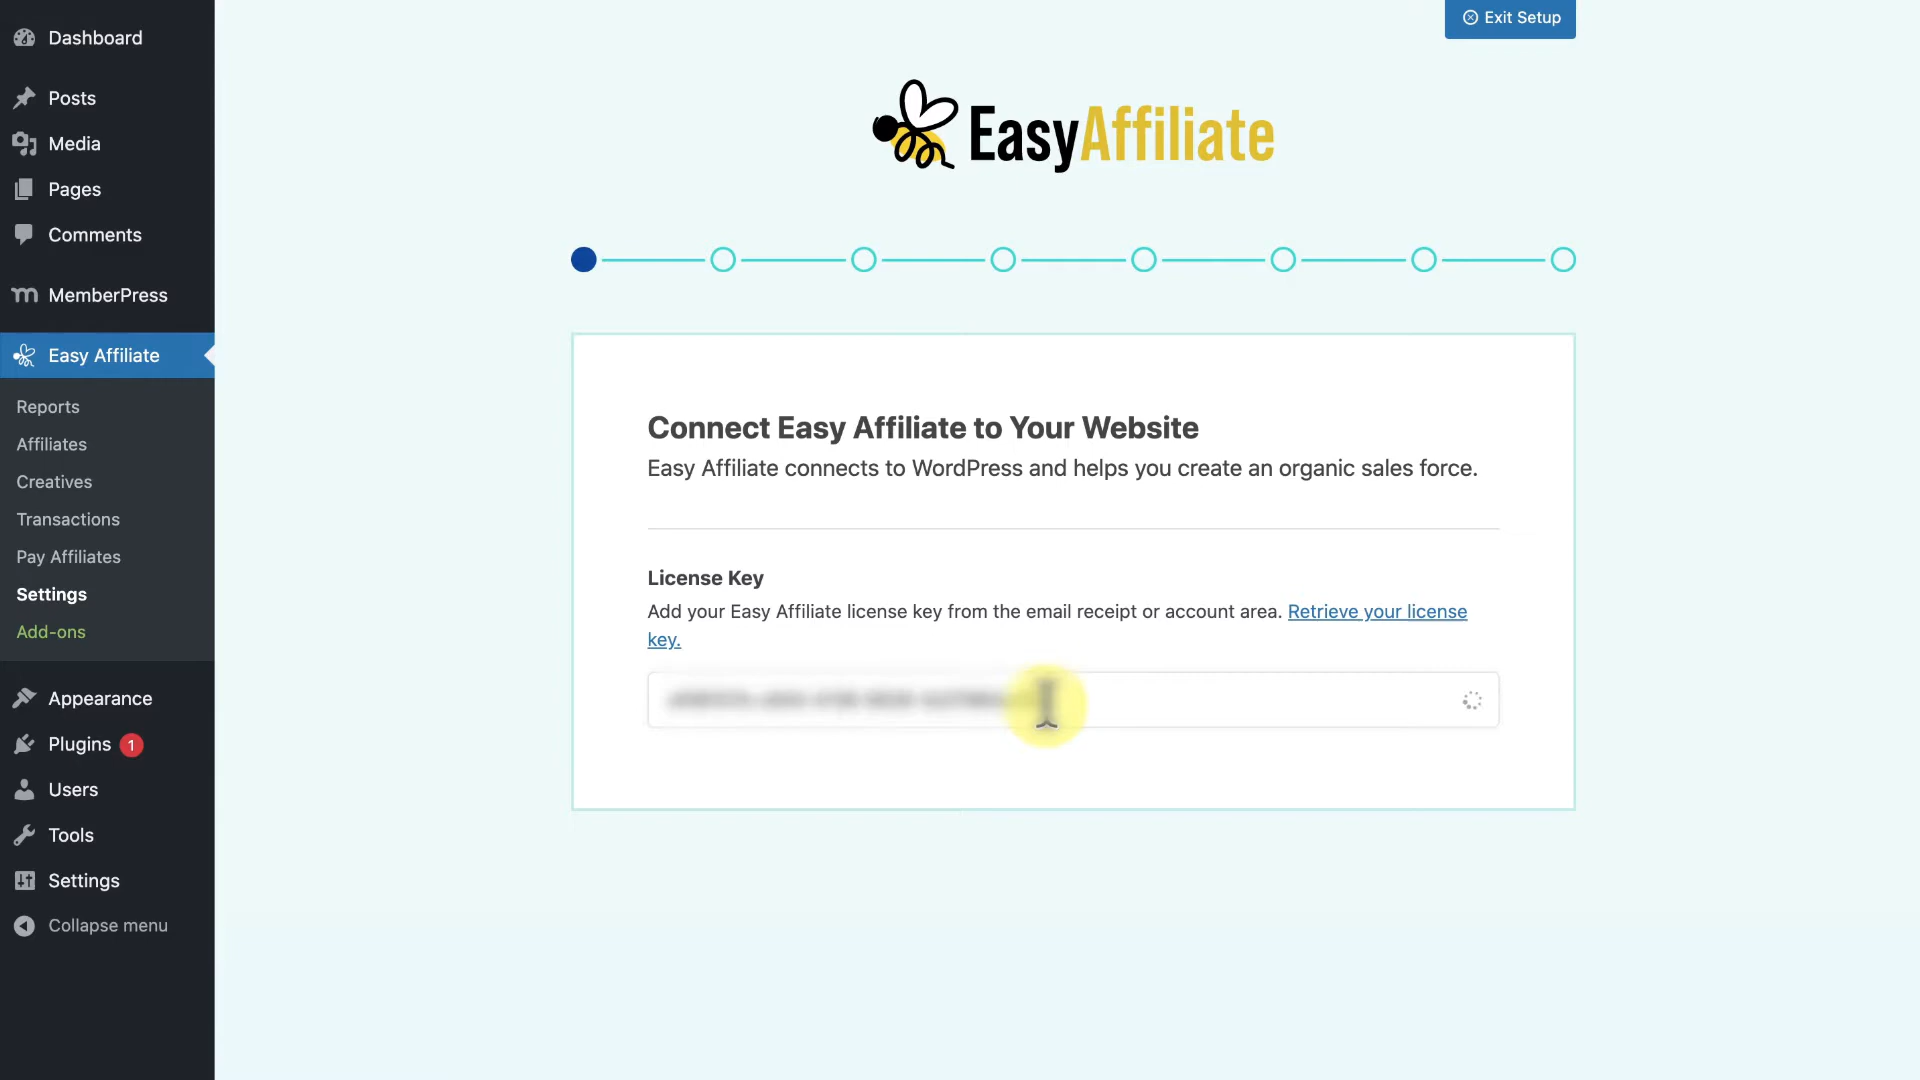 Dashboard
Posts
Media
Pages
Comments
MemberPress
Easy Affiliate
Reports
Affiliates
Creatives
Transactions
Pay Affiliates
Settings
Add-ons
Appearance
Plugins 1
Users
Tools
Settings
Collapse menu
Exit Setup
EasyAffiliate
Connect Easy Affiliate to Your Website
Easy Affiliate connects to WordPress and helps you create an organic sales force.
License Key
Add your Easy Affiliate license key from the email receipt or account area. Retrieve your license
key.